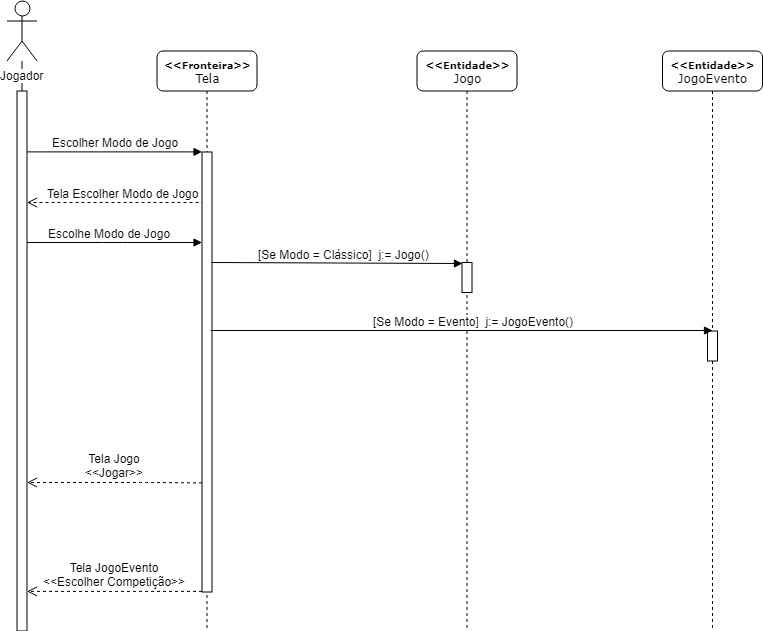 Jogador
<<Fronteira>>
Tela
<<Entidade>>
Jogo
<<Entidade>>
JogoEvento
Escolher Modo de Jogo
Tela Escolher Modo de Jogo
Escolhe Modo de Jogo
[Se Modo = Clássico]  j:= Jogo()
[Se Modo = Evento]  j:= JogoEvento()
Tela Jogo
<<Jogar>>
Tela JogoEvento
<<Escolher Competição>>